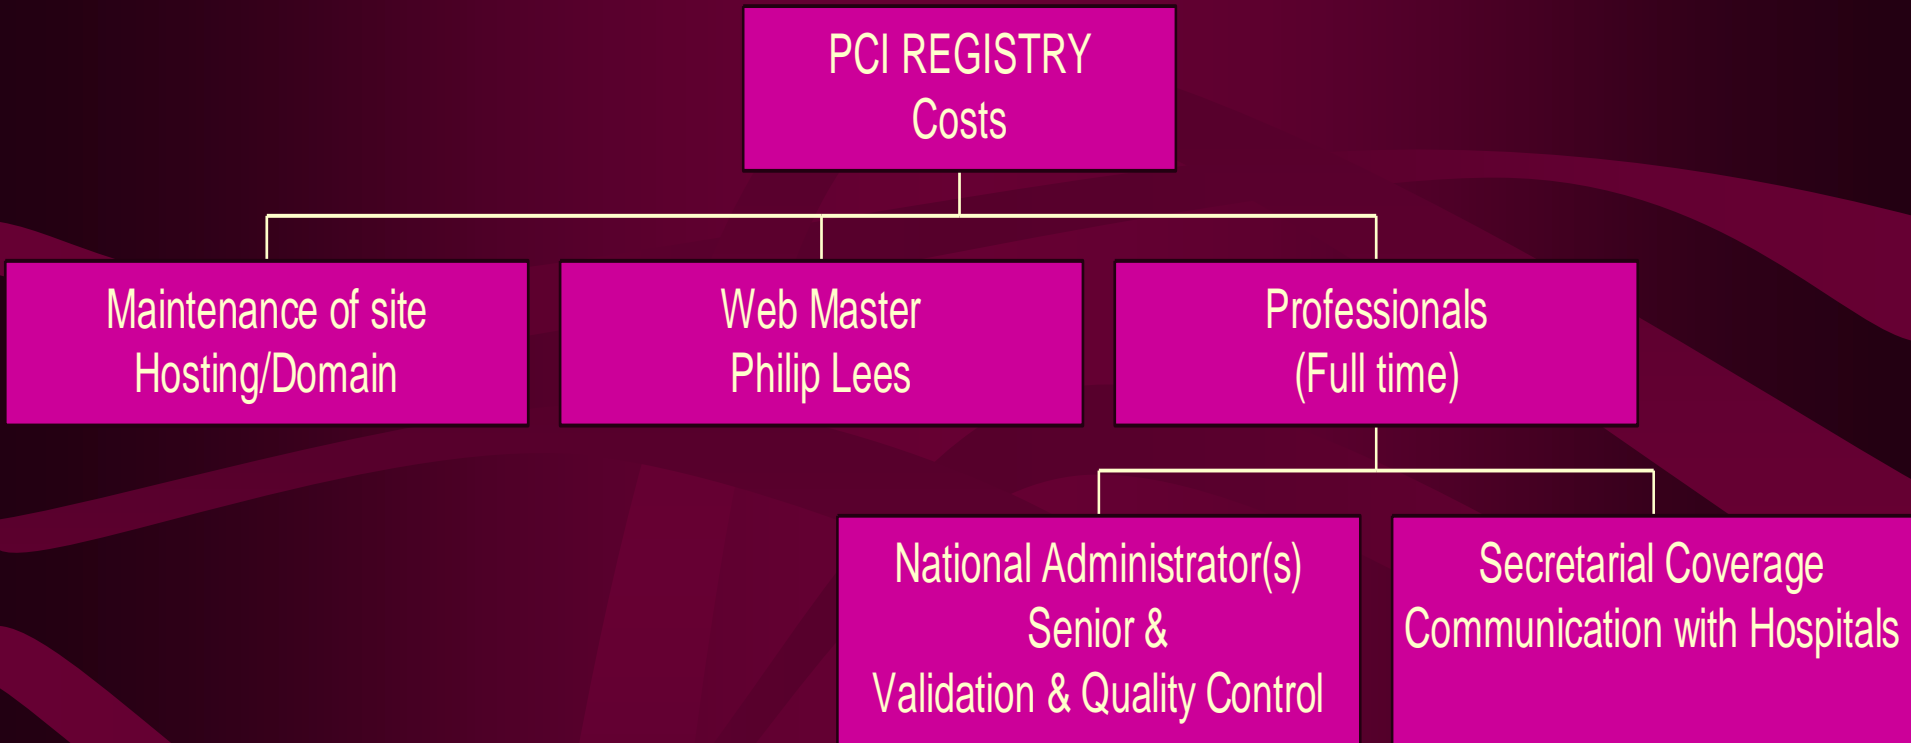 PCI REGISTRY
Costs
Maintenance of site
Hosting/Domain
Web Master
Philip Lees
Professionals
(Full time)
National Administrator(s)
Senior &
Validation & Quality Control
Secretarial Coverage
Communication with Hospitals